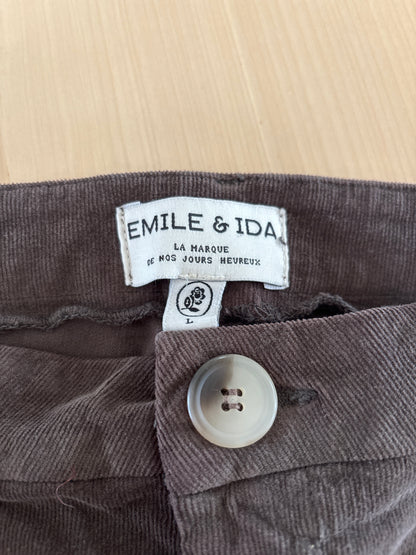 EMILE & IDA
LA MARQUE
DE NOS JOURS HEUREUX
L